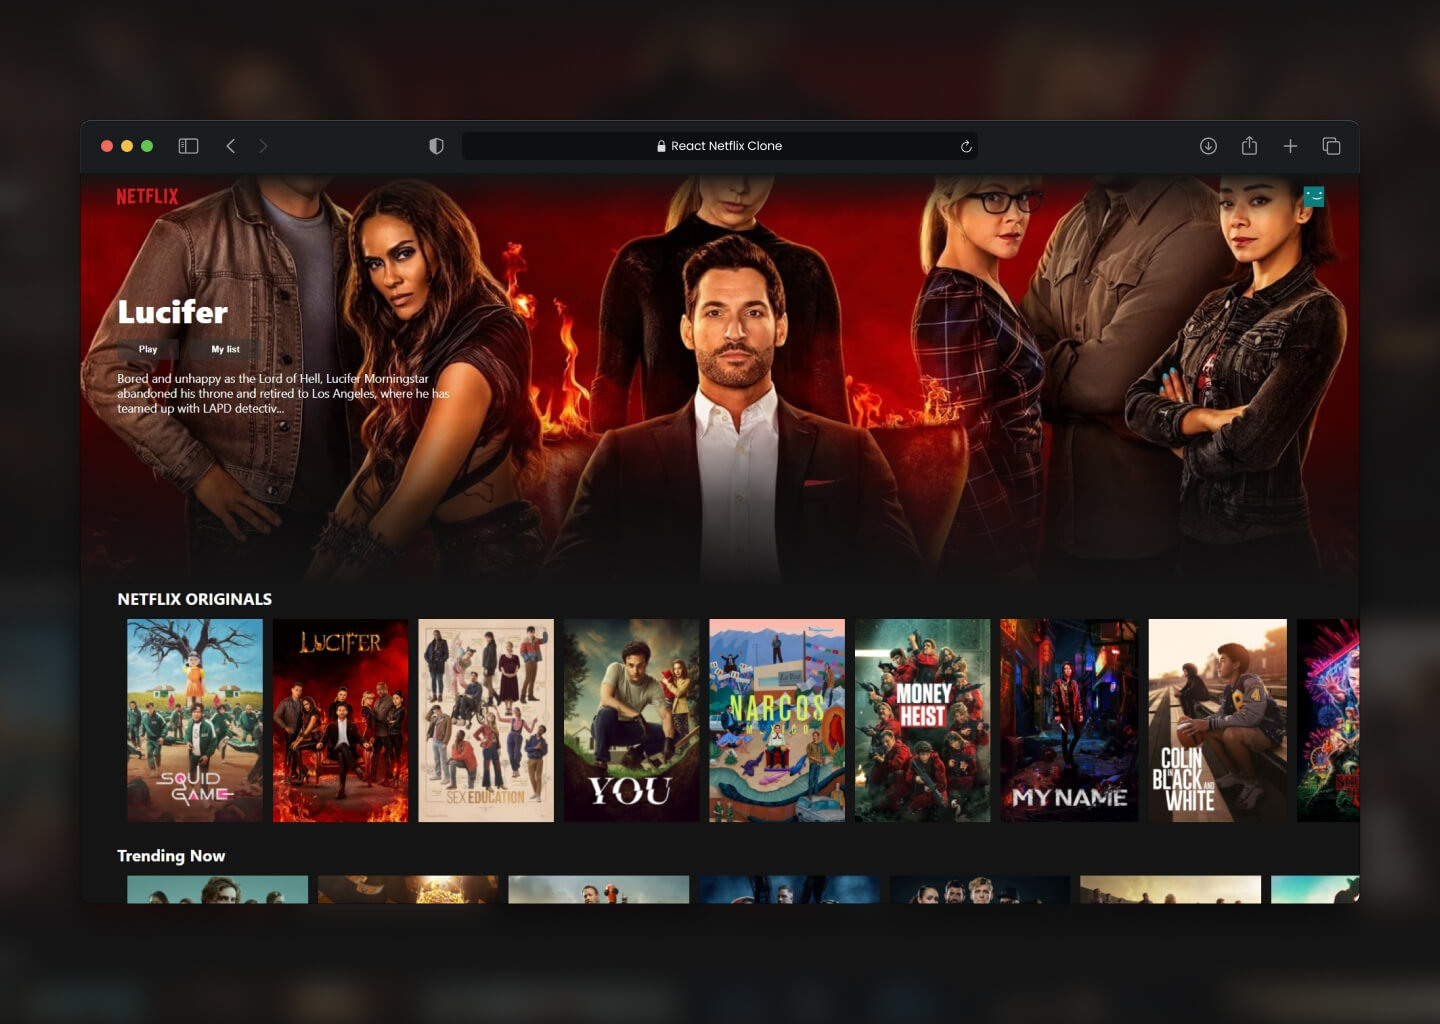 React Netflix Clone
NETFLIX
Lucifer
Play
My list
Bored and unhappy as the Lord of Hell, Lucifer Morningstar
abandoned his throne and retired to Los Angeles, where he has
teamed up with LAPD detectiv...
NETFLIX ORIGINALS
LUCIFER
SQUID
GAME
SEX EDUCATION
YOU
La Voz
NARCOS
MEXICO
MONEY
HEIST
MY NAME
COLIN
IN
BLACK AND
WHITE
Trending Now